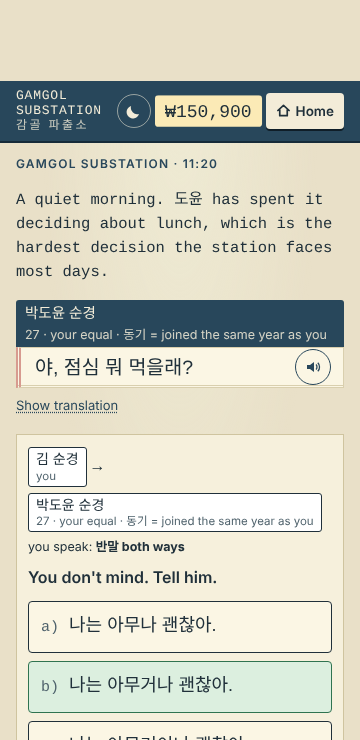 GAMGOL
SUBSTATION
감골 파출소
₩150,900
Home
GAMGOL SUBSTATION · 11:20
A quiet morning. 도윤 has spent it
deciding about lunch, which is the
hardest decision the station faces
most days.
박도윤 순경
27 · your equal · 동기 = joined the same year as you
야, 점심 뭐 먹을래?
Show translation
김 순경
you
→
박도윤 순경
27 · your equal · 동기 = joined the same year as you
you speak: 반말 both ways
You don't mind. Tell him.
a) 나는 아무나 괜찮아.
b) 나는 아무거나 괜찮아.